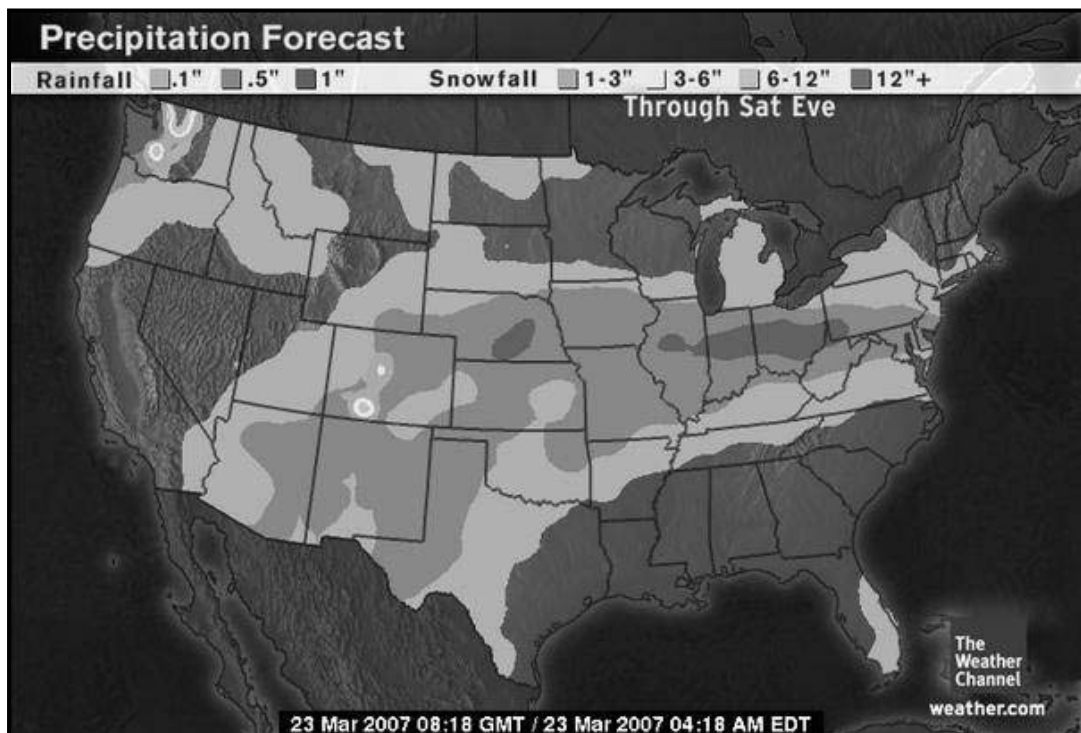 Precipitation Forecast
Rainfall .1" .5" 1" Snowfall 1-3" 3-6" 6-12" 12"+
Through Sat Eve
The
Weather
Channel
weather.com
23 Mar 2007 08:18 GMT / 23 Mar 2007 04:18 AM EDT